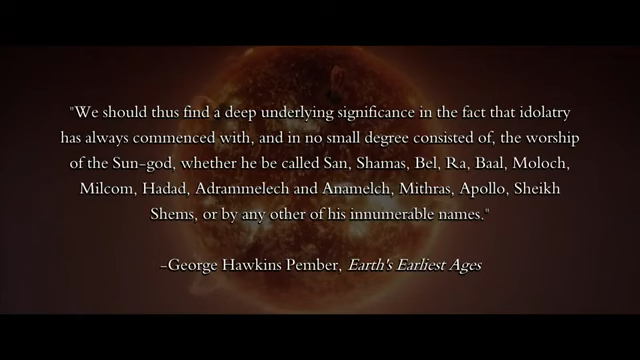 "We should thus find a deep underlying significance in the fact that idolatry
has always commenced with, and in no small degree consisted of, the worship
of the Sun-god, whether he be called San, Shamas, Bel, Ra, Baal, Moloch,
Milcom, Hadad, Adrammelech and Anamelch, Mithras, Apollo, Sheikh
Shems, or by any other of his innumerable names."
-George Hawkins Pember, Earth's Earliest Ages